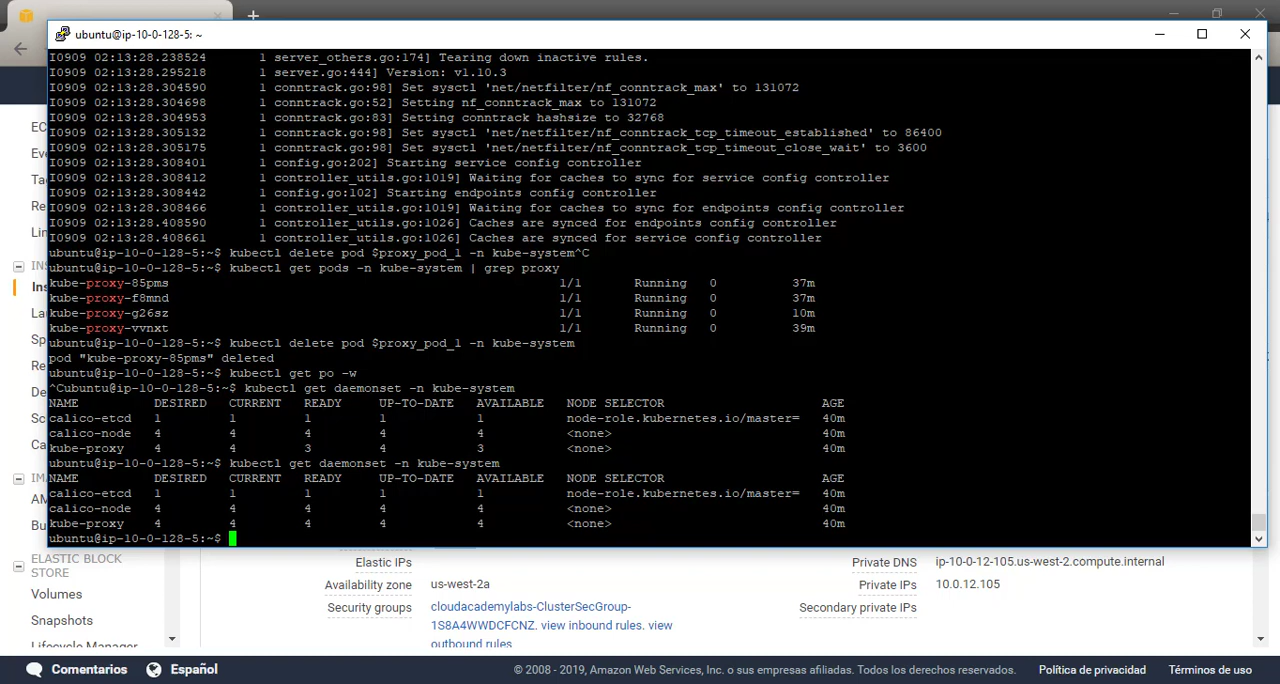 ubuntu@ip-10-0-128-5: ~
I0909 02:13:28.238524       1 server_others.go:174] Tearing down inactive rules.
I0909 02:13:28.295218       1 server.go:444] Version: v1.10.3
I0909 02:13:28.304590       1 conntrack.go:98] Set sysctl 'net/netfilter/nf_conntrack_max' to 131072
I0909 02:13:28.304698       1 conntrack.go:52] Setting nf_conntrack_max to 131072
I0909 02:13:28.304953       1 conntrack.go:83] Setting conntrack hashsize to 32768
I0909 02:13:28.305132       1 conntrack.go:98] Set sysctl 'net/netfilter/nf_conntrack_tcp_timeout_established' to 86400
I0909 02:13:28.305175       1 conntrack.go:98] Set sysctl 'net/netfilter/nf_conntrack_tcp_timeout_close_wait' to 3600
I0909 02:13:28.308401       1 config.go:202] Starting service config controller
I0909 02:13:28.308412       1 controller_utils.go:1019] Waiting for caches to sync for service config controller
I0909 02:13:28.308442       1 config.go:102] Starting endpoints config controller
I0909 02:13:28.308466       1 controller_utils.go:1019] Waiting for caches to sync for endpoints config controller
I0909 02:13:28.408590       1 controller_utils.go:1026] Caches are synced for endpoints config controller
I0909 02:13:28.408661       1 controller_utils.go:1026] Caches are synced for service config controller
ubuntu@ip-10-0-128-5:~$ kubectl delete pod $proxy_pod_1 -n kube-system^C
ubuntu@ip-10-0-128-5:~$ kubectl get pods -n kube-system | grep proxy
kube-proxy-85pms 1/1 Running 0 37m
kube-proxy-f8mnd 1/1 Running 0 37m
kube-proxy-g26sz 1/1 Running 0 10m
kube-proxy-vvnxt 1/1 Running 0 39m
ubuntu@ip-10-0-128-5:~$ kubectl delete pod $proxy_pod_1 -n kube-system
pod "kube-proxy-85pms" deleted
ubuntu@ip-10-0-128-5:~$ kubectl get po -w
^Cubuntu@ip-10-0-128-5:~$ kubectl get daemonset -n kube-system
NAME DESIRED CURRENT READY UP-TO-DATE AVAILABLE NODE SELECTOR AGE
calico-etcd 1 1 1 1 1 node-role.kubernetes.io/master= 40m
calico-node 4 4 4 4 4 <none> 40m
kube-proxy 4 4 3 4 3 <none> 40m
ubuntu@ip-10-0-128-5:~$ kubectl get daemonset -n kube-system
NAME DESIRED CURRENT READY UP-TO-DATE AVAILABLE NODE SELECTOR AGE
calico-etcd 1 1 1 1 1 node-role.kubernetes.io/master= 40m
calico-node 4 4 4 4 4 <none> 40m
kube-proxy 4 4 4 4 4 <none> 40m
ubuntu@ip-10-0-128-5:~$
EC
Eve
Ta
Re
Lin
INS
Ins
La
Sp
Re
De
Sc
Ca
IM
AM
Bu
ELASTIC BLOCK
STORE
Volumes
Snapshots
Lifecycle Manager
Elastic IPs
Availability zone us-west-2a
Security groups cloudacademylabs-ClusterSecGroup-
1S8A4WWDCFCNZ. view inbound rules. view
outbound rules
Private DNS ip-10-0-12-105.us-west-2.compute.internal
Private IPs 10.0.12.105
Secondary private IPs
Comentarios Español © 2008 - 2019, Amazon Web Services, Inc. o sus empresas afiliadas. Todos los derechos reservados. Política de privacidad Términos de uso